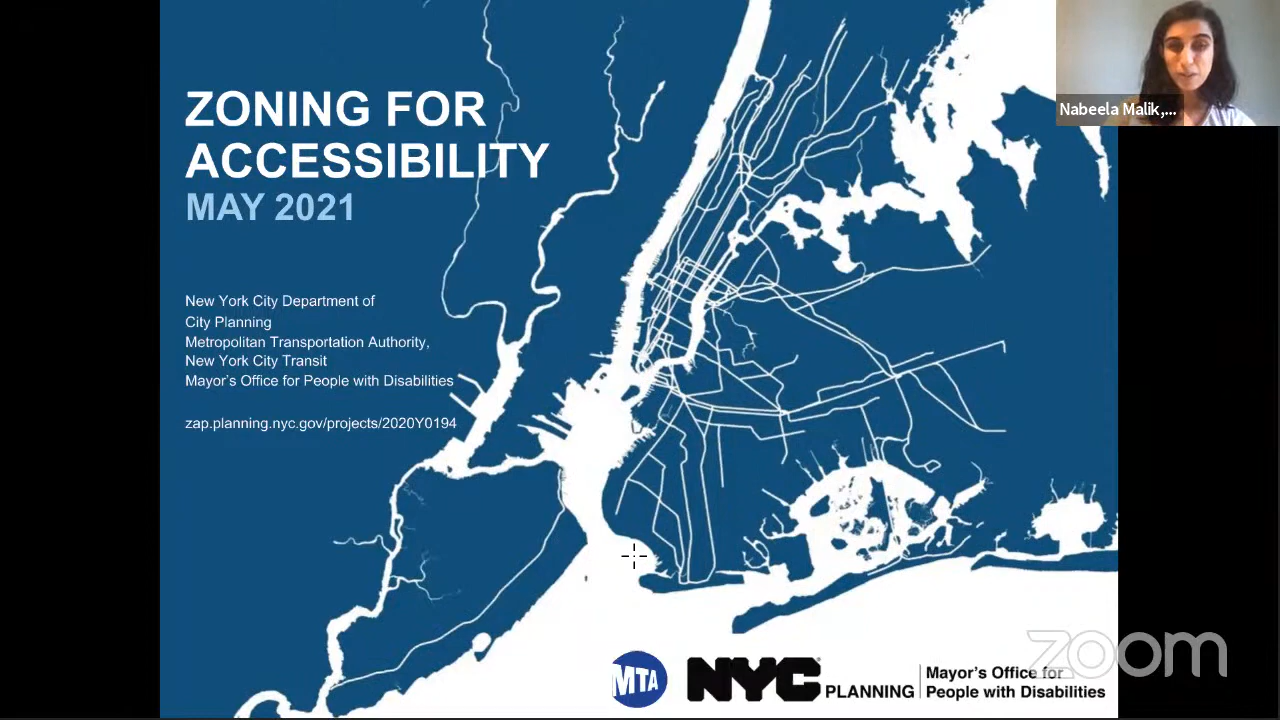 ZONING FOR
ACCESSIBILITY
MAY 2021
New York City Department of
City Planning
Metropolitan Transportation Authority,
New York City Transit
Mayor's Office for People with Disabilities
zap.planning.nyc.gov/projects/2020Y0194
Nabeela Malik,...
MTA
NYC
PLANNING
Mayor's Office for
People with Disabilities
zoom